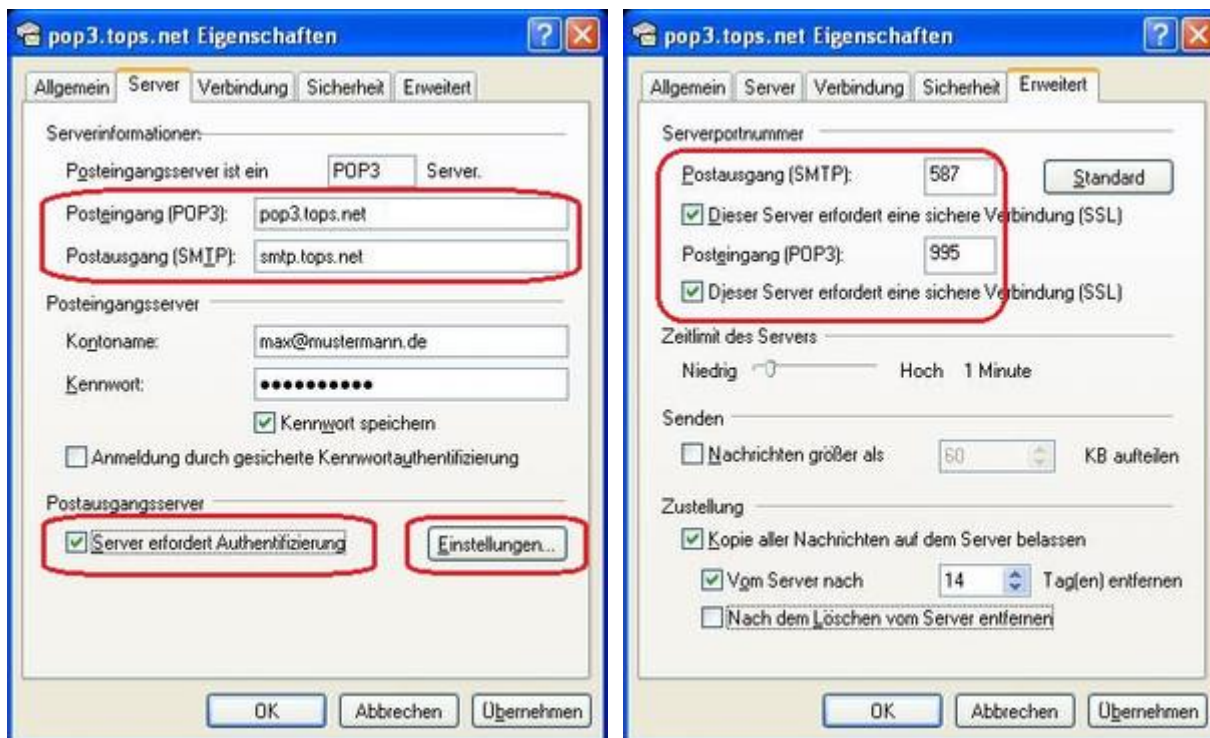 pop3.tops.net Eigenschaften
Allgemein Server Verbindung Sicherheit Erweitert
Serverinformationen
Posteingangsserver ist ein POP3 Server.
Posteingang (POP3): pop3.tops.net
Postausgang (SMTP): smtp.tops.net
Posteingangsserver
Kontoname: max@mustermann.de
Kennwort: ●●●●●●●●●●
Kennwort speichern
Anmeldung durch gesicherte Kennwortauthentifizierung
Postausgangsserver
Server erfordert Authentifizierung Einstellungen...
OK Abbrechen Übernehmen
pop3.tops.net Eigenschaften
Allgemein Server Verbindung Sicherheit Erweitert
Serverportnummer
Postausgang (SMTP): 587 Standard
Dieser Server erfordert eine sichere Verbindung (SSL)
Posteingang (POP3): 995
Dieser Server erfordert eine sichere Verbindung (SSL)
Zeitlimit des Servers
Niedrig Hoch 1 Minute
Senden
Nachrichten größer als 60 KB aufteilen
Zustellung
Kopie aller Nachrichten auf dem Server belassen
Vom Server nach 14 Tag(en) entfernen
Nach dem Löschen vom Server entfernen
OK Abbrechen Übernehmen